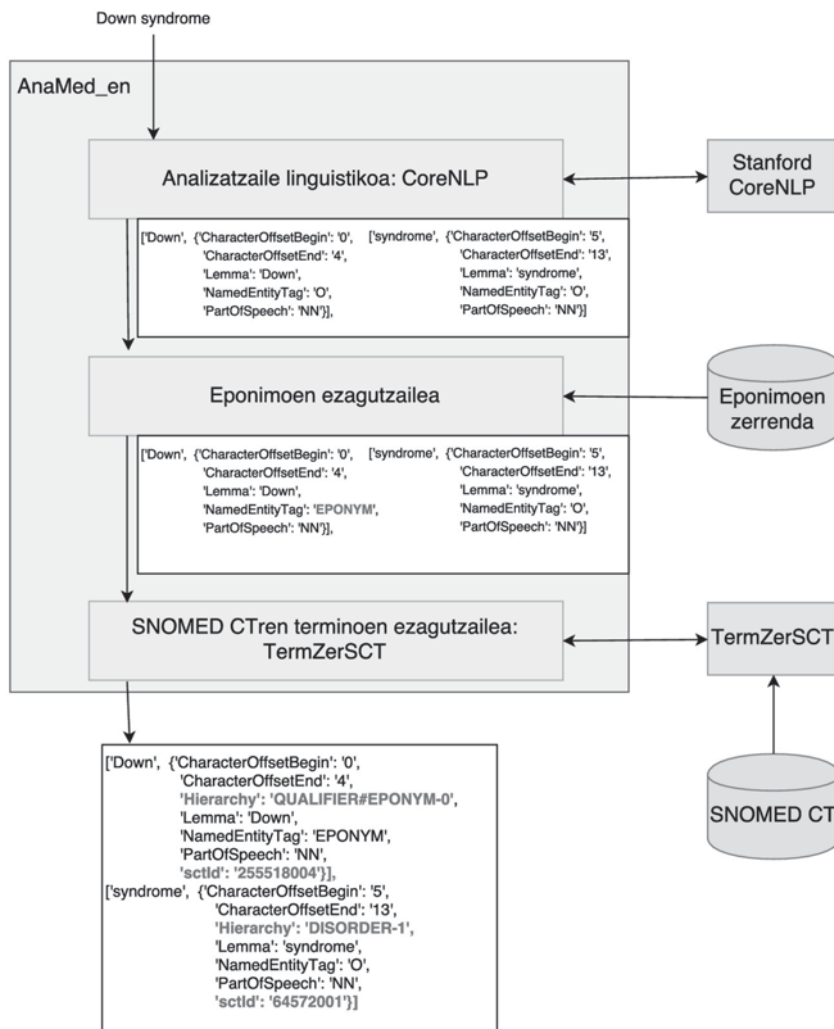 Down syndrome
AnaMed_en
Analizatzaile linguistikoa: CoreNLP
Stanford
CoreNLP
['Down', {'CharacterOffsetBegin': '0',
'CharacterOffsetEnd': '4',
'Lemma': 'Down',
'NamedEntityTag': 'O',
'PartOfSpeech': 'NN'}],
['syndrome', {'CharacterOffsetBegin': '5',
'CharacterOffsetEnd': '13',
'Lemma': 'syndrome',
'NamedEntityTag': 'O',
'PartOfSpeech': 'NN'}]
Eponimoen ezagutzailea
Eponimoen
zerrenda
['Down', {'CharacterOffsetBegin': '0',
'CharacterOffsetEnd': '4',
'Lemma': 'Down',
'NamedEntityTag': 'EPONYM',
'PartOfSpeech': 'NN'}],
['syndrome', {'CharacterOffsetBegin': '5',
'CharacterOffsetEnd': '13',
'Lemma': 'syndrome',
'NamedEntityTag': 'O',
'PartOfSpeech': 'NN'}]
SNOMED CTren terminoen ezagutzailea:
TermZerSCT
TermZerSCT
SNOMED CT
['Down', {'CharacterOffsetBegin': '0',
'CharacterOffsetEnd': '4',
'Hierarchy': 'QUALIFIER#EPONYM-0',
'Lemma': 'Down',
'NamedEntityTag': 'EPONYM',
'PartOfSpeech': 'NN',
'sctId': '255518004'}],
['syndrome', {'CharacterOffsetBegin': '5',
'CharacterOffsetEnd': '13',
'Hierarchy': 'DISORDER-1',
'Lemma': 'syndrome',
'NamedEntityTag': 'O',
'PartOfSpeech': 'NN',
'sctId': '64572001'}]